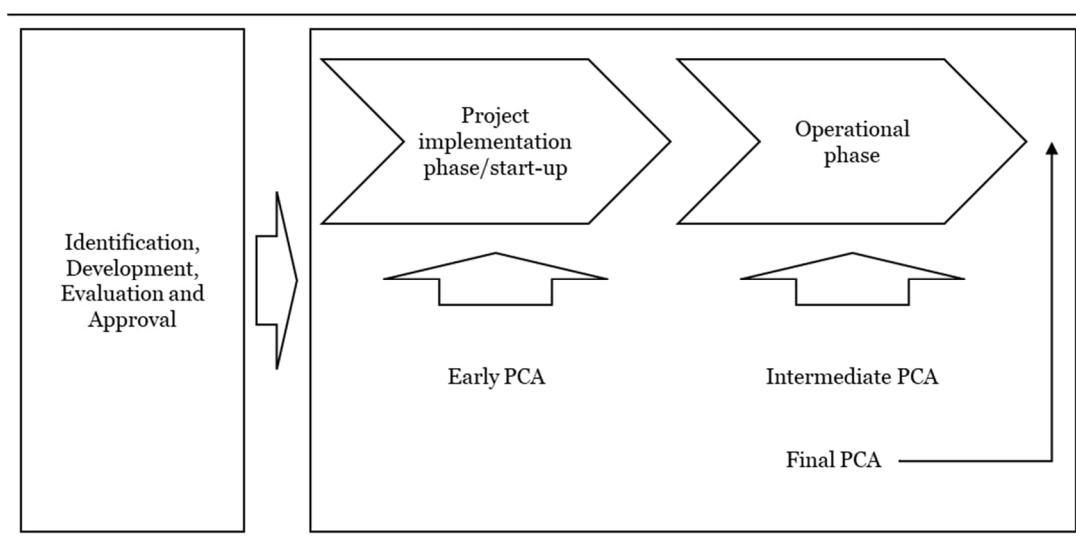 Identification,
Development,
Evaluation and
Approval
Project
implementation
phase/start-up
Operational
phase
Early PCA
Intermediate PCA
Final PCA